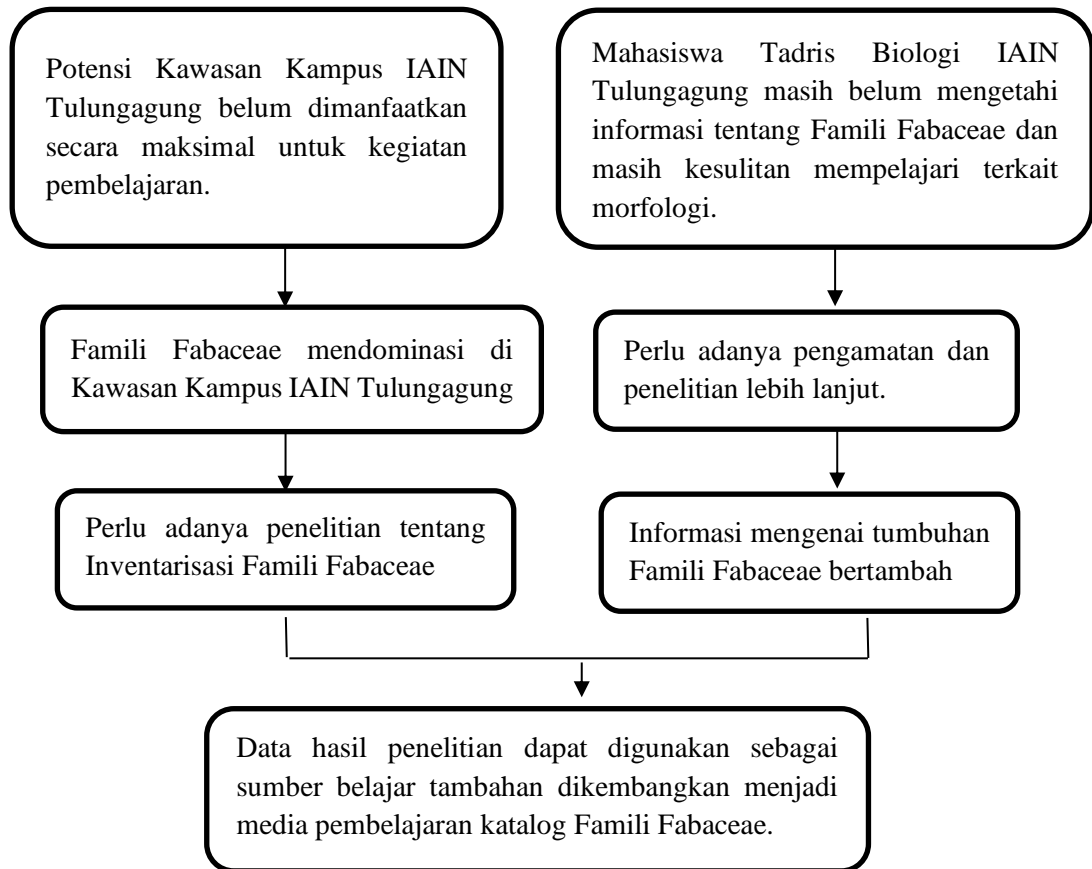 Potensi Kawasan Kampus IAIN
Tulungagung belum dimanfaatkan
secara maksimal untuk kegiatan
pembelajaran.
Mahasiswa Tadris Biologi IAIN
Tulungagung masih belum mengetahi
informasi tentang Famili Fabaceae dan
masih kesulitan mempelajari terkait
morfologi.
Famili Fabaceae mendominasi di
Kawasan Kampus IAIN Tulungagung
Perlu adanya pengamatan dan
penelitian lebih lanjut.
Perlu adanya penelitian tentang
Inventarisasi Famili Fabaceae
Informasi mengenai tumbuhan
Famili Fabaceae bertambah
Data hasil penelitian dapat digunakan sebagai
sumber belajar tambahan dikembangkan menjadi
media pembelajaran katalog Famili Fabaceae.